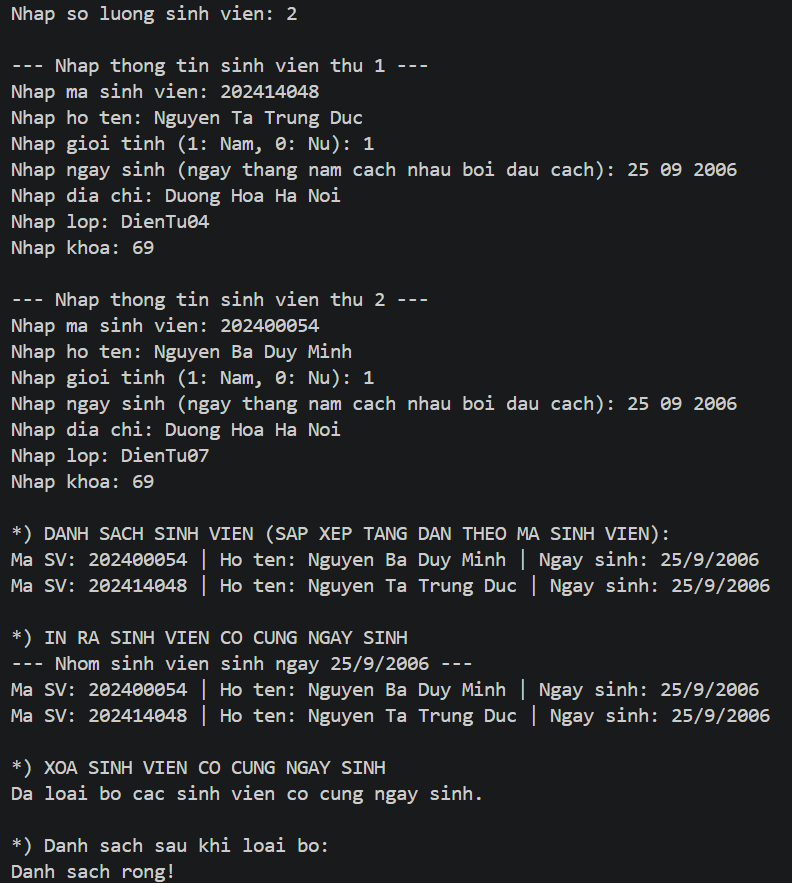 Nhap so luong sinh vien: 2

--- Nhap thong tin sinh vien thu 1 ---
Nhap ma sinh vien: 202414048
Nhap ho ten: Nguyen Ta Trung Duc
Nhap gioi tinh (1: Nam, 0: Nu): 1
Nhap ngay sinh (ngay thang nam cach nhau boi dau cach): 25 09 2006
Nhap dia chi: Duong Hoa Ha Noi
Nhap lop: DienTu04
Nhap khoa: 69

--- Nhap thong tin sinh vien thu 2 ---
Nhap ma sinh vien: 202400054
Nhap ho ten: Nguyen Ba Duy Minh
Nhap gioi tinh (1: Nam, 0: Nu): 1
Nhap ngay sinh (ngay thang nam cach nhau boi dau cach): 25 09 2006
Nhap dia chi: Duong Hoa Ha Noi
Nhap lop: DienTu07
Nhap khoa: 69

*) DANH SACH SINH VIEN (SAP XEP TANG DAN THEO MA SINH VIEN):
Ma SV: 202400054 | Ho ten: Nguyen Ba Duy Minh | Ngay sinh: 25/9/2006
Ma SV: 202414048 | Ho ten: Nguyen Ta Trung Duc | Ngay sinh: 25/9/2006

*) IN RA SINH VIEN CO CUNG NGAY SINH
--- Nhom sinh vien sinh ngay 25/9/2006 ---
Ma SV: 202400054 | Ho ten: Nguyen Ba Duy Minh | Ngay sinh: 25/9/2006
Ma SV: 202414048 | Ho ten: Nguyen Ta Trung Duc | Ngay sinh: 25/9/2006

*) XOA SINH VIEN CO CUNG NGAY SINH
Da loai bo cac sinh vien co cung ngay sinh.

*) Danh sach sau khi loai bo:
Danh sach rong!